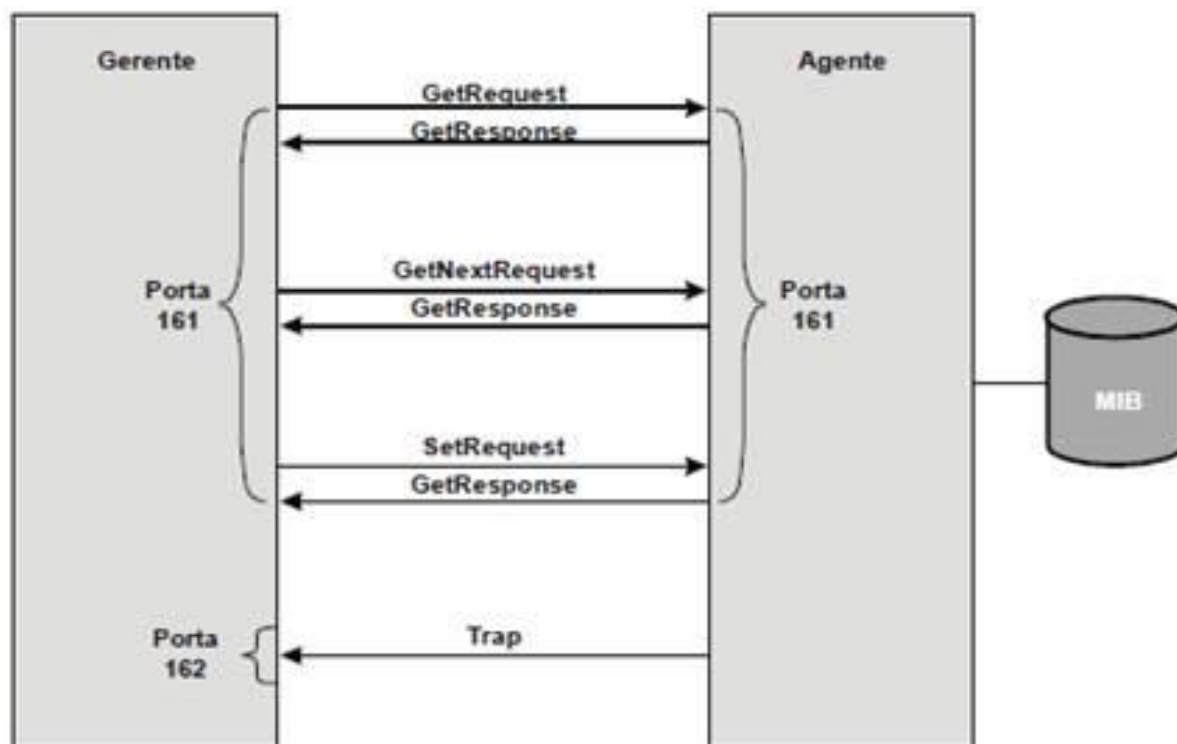 Gerente
Agente
GetRequest
GetResponse
GetNextRequest
GetResponse
Porta
161
Porta
161
MIB
SetRequest
GetResponse
Porta
162
Trap